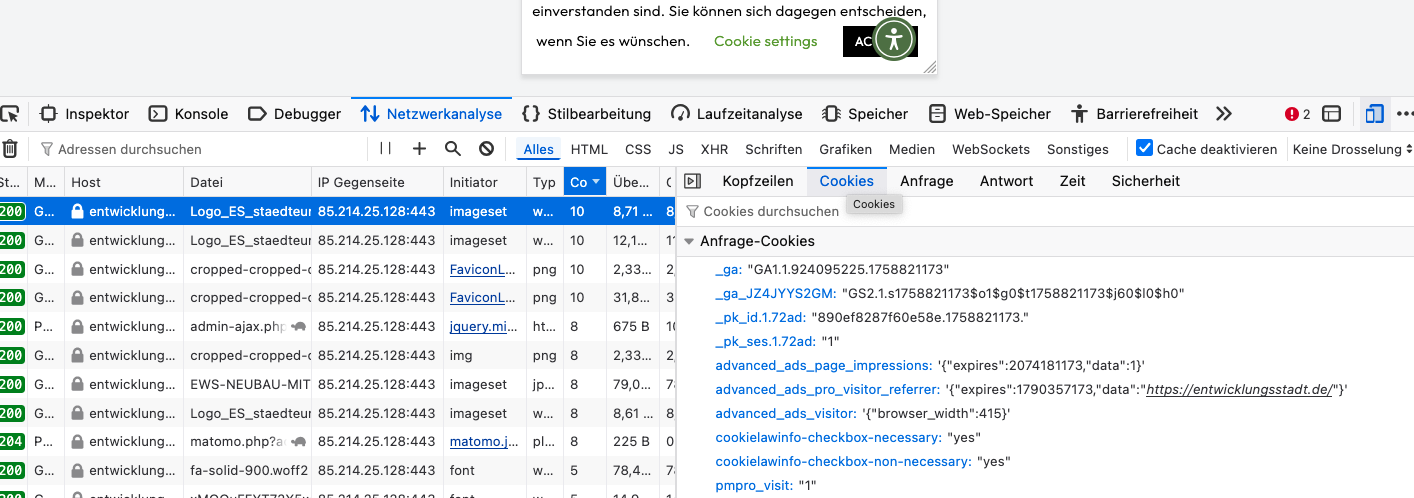 einverstanden sind. Sie können sich dagegen entscheiden,
wenn Sie es wünschen. Cookie settings AC
Inspektor Konsole Debugger Netzwerkanalyse Stilbearbeitung Laufzeitanalyse Speicher Web-Speicher Barrierefreiheit 2
Adressen durchsuchen Alles HTML CSS JS XHR Schriften Grafiken Medien WebSockets Sonstiges Cache deaktivieren Keine Drosselung
St... M... Host Datei IP Gegenseite Initiator Typ Co Übe... Kopfzeilen Cookies Anfrage Antwort Zeit Sicherheit
200 G... entwicklung... Logo_ES_staedteur 85.214.25.128:443 imageset w... 10 8,71 ... 8
Cookies durchsuchen Cookies
200 G... entwicklung... Logo_ES_staedteur 85.214.25.128:443 imageset w... 10 12,1... 11
Anfrage-Cookies
200 G... entwicklung... cropped-cropped-c 85.214.25.128:443 FaviconL... png 10 2,33...
_ga: "GA1.1.924095225.1758821173"
200 G... entwicklung... cropped-cropped-c 85.214.25.128:443 FaviconL... png 10 31,8... 3
_ga_JZ4JYYS2GM: "GS2.1.s1758821173$o1$g0$t1758821173$j60$l0$h0"
_pk_id.1.72ad: "890ef8287f60e58e.1758821173."
200 P... entwicklung... admin-ajax.php 85.214.25.128:443 jquery.mi... ht... 8 675 B 10
_pk_ses.1.72ad: "1"
200 G... entwicklung... cropped-cropped-c 85.214.25.128:443 img png 8 2,33...
advanced_ads_page_impressions: '{"expires":2074181173,"data":1}'
200 G... entwicklung... EWS-NEUBAU-MIT 85.214.25.128:443 imageset jp... 8 79,0... 78
advanced_ads_pro_visitor_referrer: '{"expires":1790357173,"data":"https://entwicklungsstadt.de/"}'
200 G... entwicklung... Logo_ES_staedteur 85.214.25.128:443 imageset w... 8 8,61 ... 8
advanced_ads_visitor: '{"browser_width":415}'
204 P... entwicklung... matomo.php?a 85.214.25.128:443 matomo.j... pl... 8 225 B 0
cookielawinfo-checkbox-necessary: "yes"
200 G... entwicklung... fa-solid-900.woff2 85.214.25.128:443 font w... 5 78,4... 78
cookielawinfo-checkbox-non-necessary: "yes"
pmpro_visit: "1"